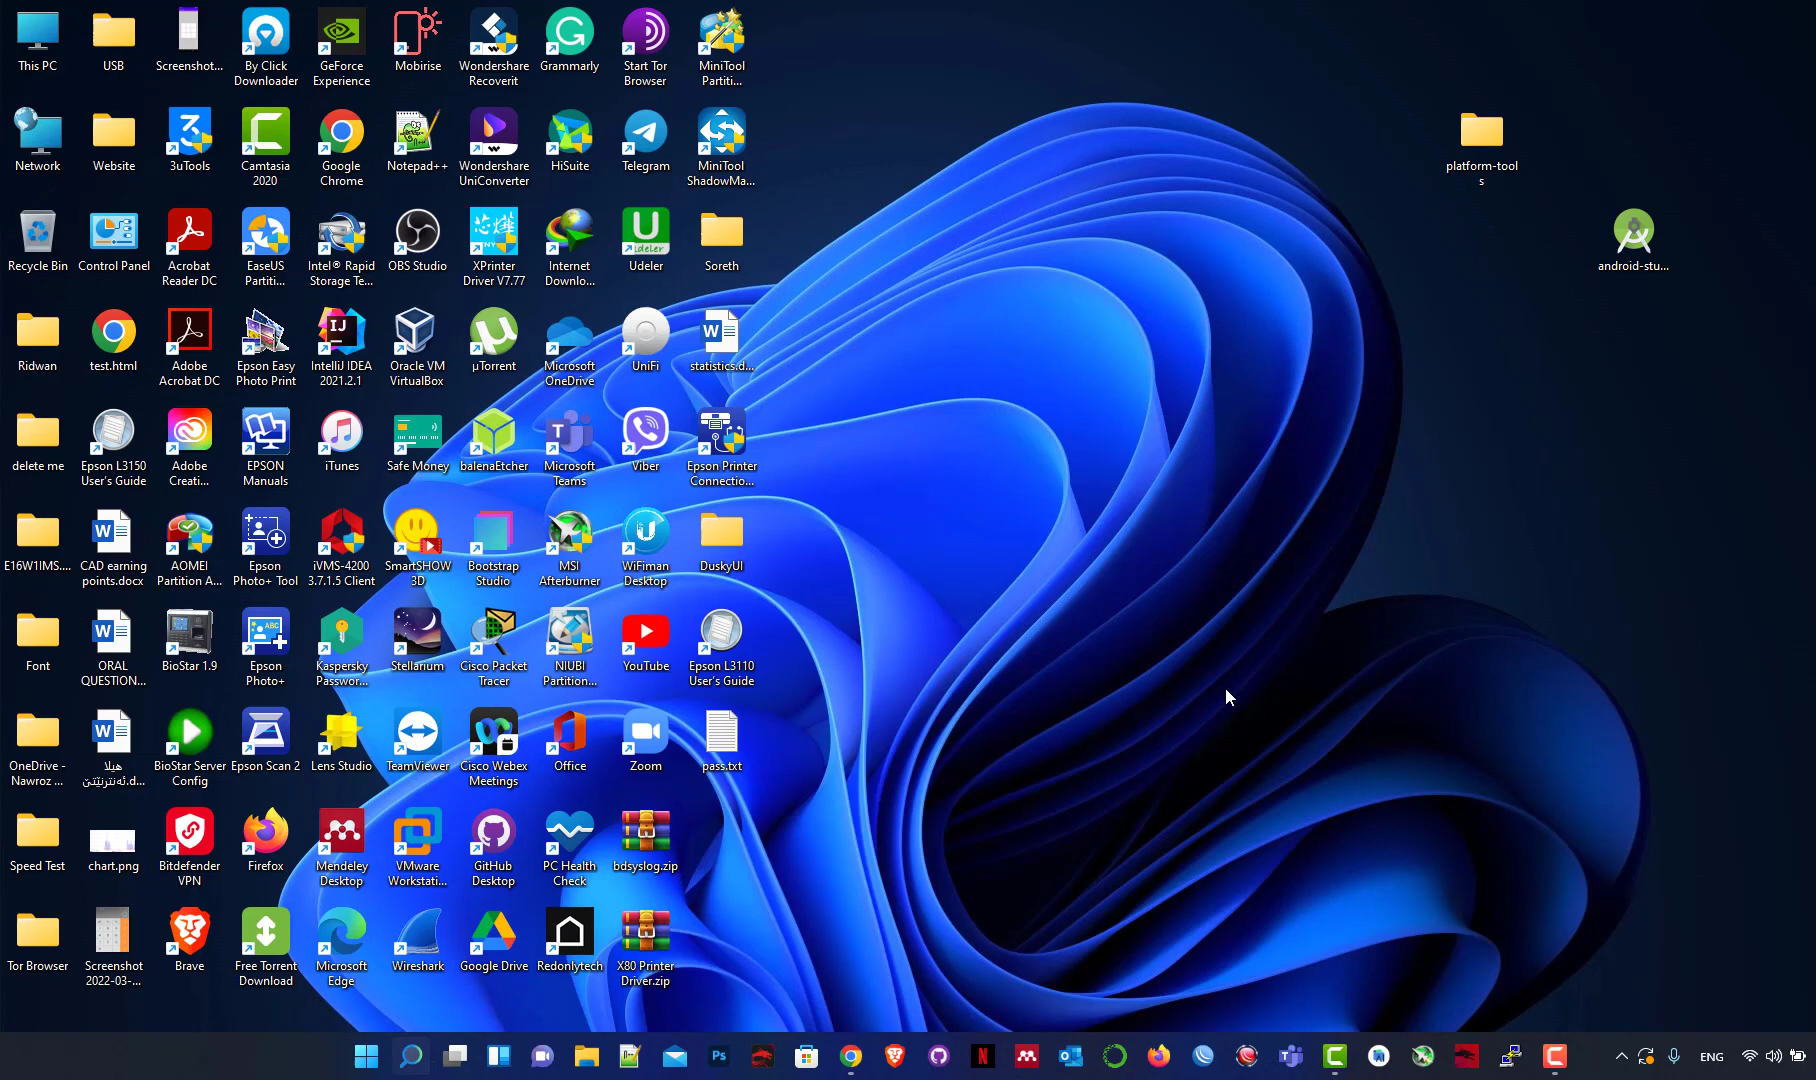 This PC
USB
Screenshot...
By Click
Downloader
GeForce
Experience
Mobirise
Wondershare
Recoverit
Grammarly
Start Tor
Browser
MiniTool
Partiti...
Network
Website
3uTools
Camtasia
2020
Google
Chrome
Notepad++
Wondershare
UniConverter
HiSuite
Telegram
MiniTool
ShadowMa...
platform-tool
s
Recycle Bin
Control Panel
Acrobat
Reader DC
EaseUS
Partiti...
Intel® Rapid
Storage Te...
OBS Studio
XPrinter
Driver V7.77
Internet
Downlo...
Udeler
Soreth
android-stu...
Ridwan
test.html
Adobe
Acrobat DC
Epson Easy
Photo Print
IntelliJ IDEA
2021.2.1
Oracle VM
VirtualBox
µTorrent
Microsoft
OneDrive
UniFi
statistics.d...
delete me
Epson L3150
User's Guide
Adobe
Creati...
EPSON
Manuals
iTunes
Safe Money
balenaEtcher
Microsoft
Teams
Viber
Epson Printer
Connectio...
E16W1IMS....
CAD earning
points.docx
AOMEI
Partition A...
Epson
Photo+ Tool
iVMS-4200
3.7.1.5 Client
SmartSHOW
3D
Bootstrap
Studio
MSI
Afterburner
WiFiman
Desktop
DuskyUI
Font
ORAL
QUESTION...
BioStar 1.9
Epson
Photo+
Kaspersky
Passwor...
Stellarium
Cisco Packet
Tracer
NIUBI
Partition...
YouTube
Epson L3110
User's Guide
OneDrive -
Nawroz ...
هيلا
ئەنترنێتێ.d...
BioStar Server
Config
Epson Scan 2
Lens Studio
TeamViewer
Cisco Webex
Meetings
Office
Zoom
pass.txt
Speed Test
chart.png
Bitdefender
VPN
Firefox
Mendeley
Desktop
VMware
Workstati...
GitHub
Desktop
PC Health
Check
bdsyslog.zip
Tor Browser
Screenshot
2022-03-...
Brave
Free Torrent
Download
Microsoft
Edge
Wireshark
Google Drive
Redonlytech
X80 Printer
Driver.zip
ENG